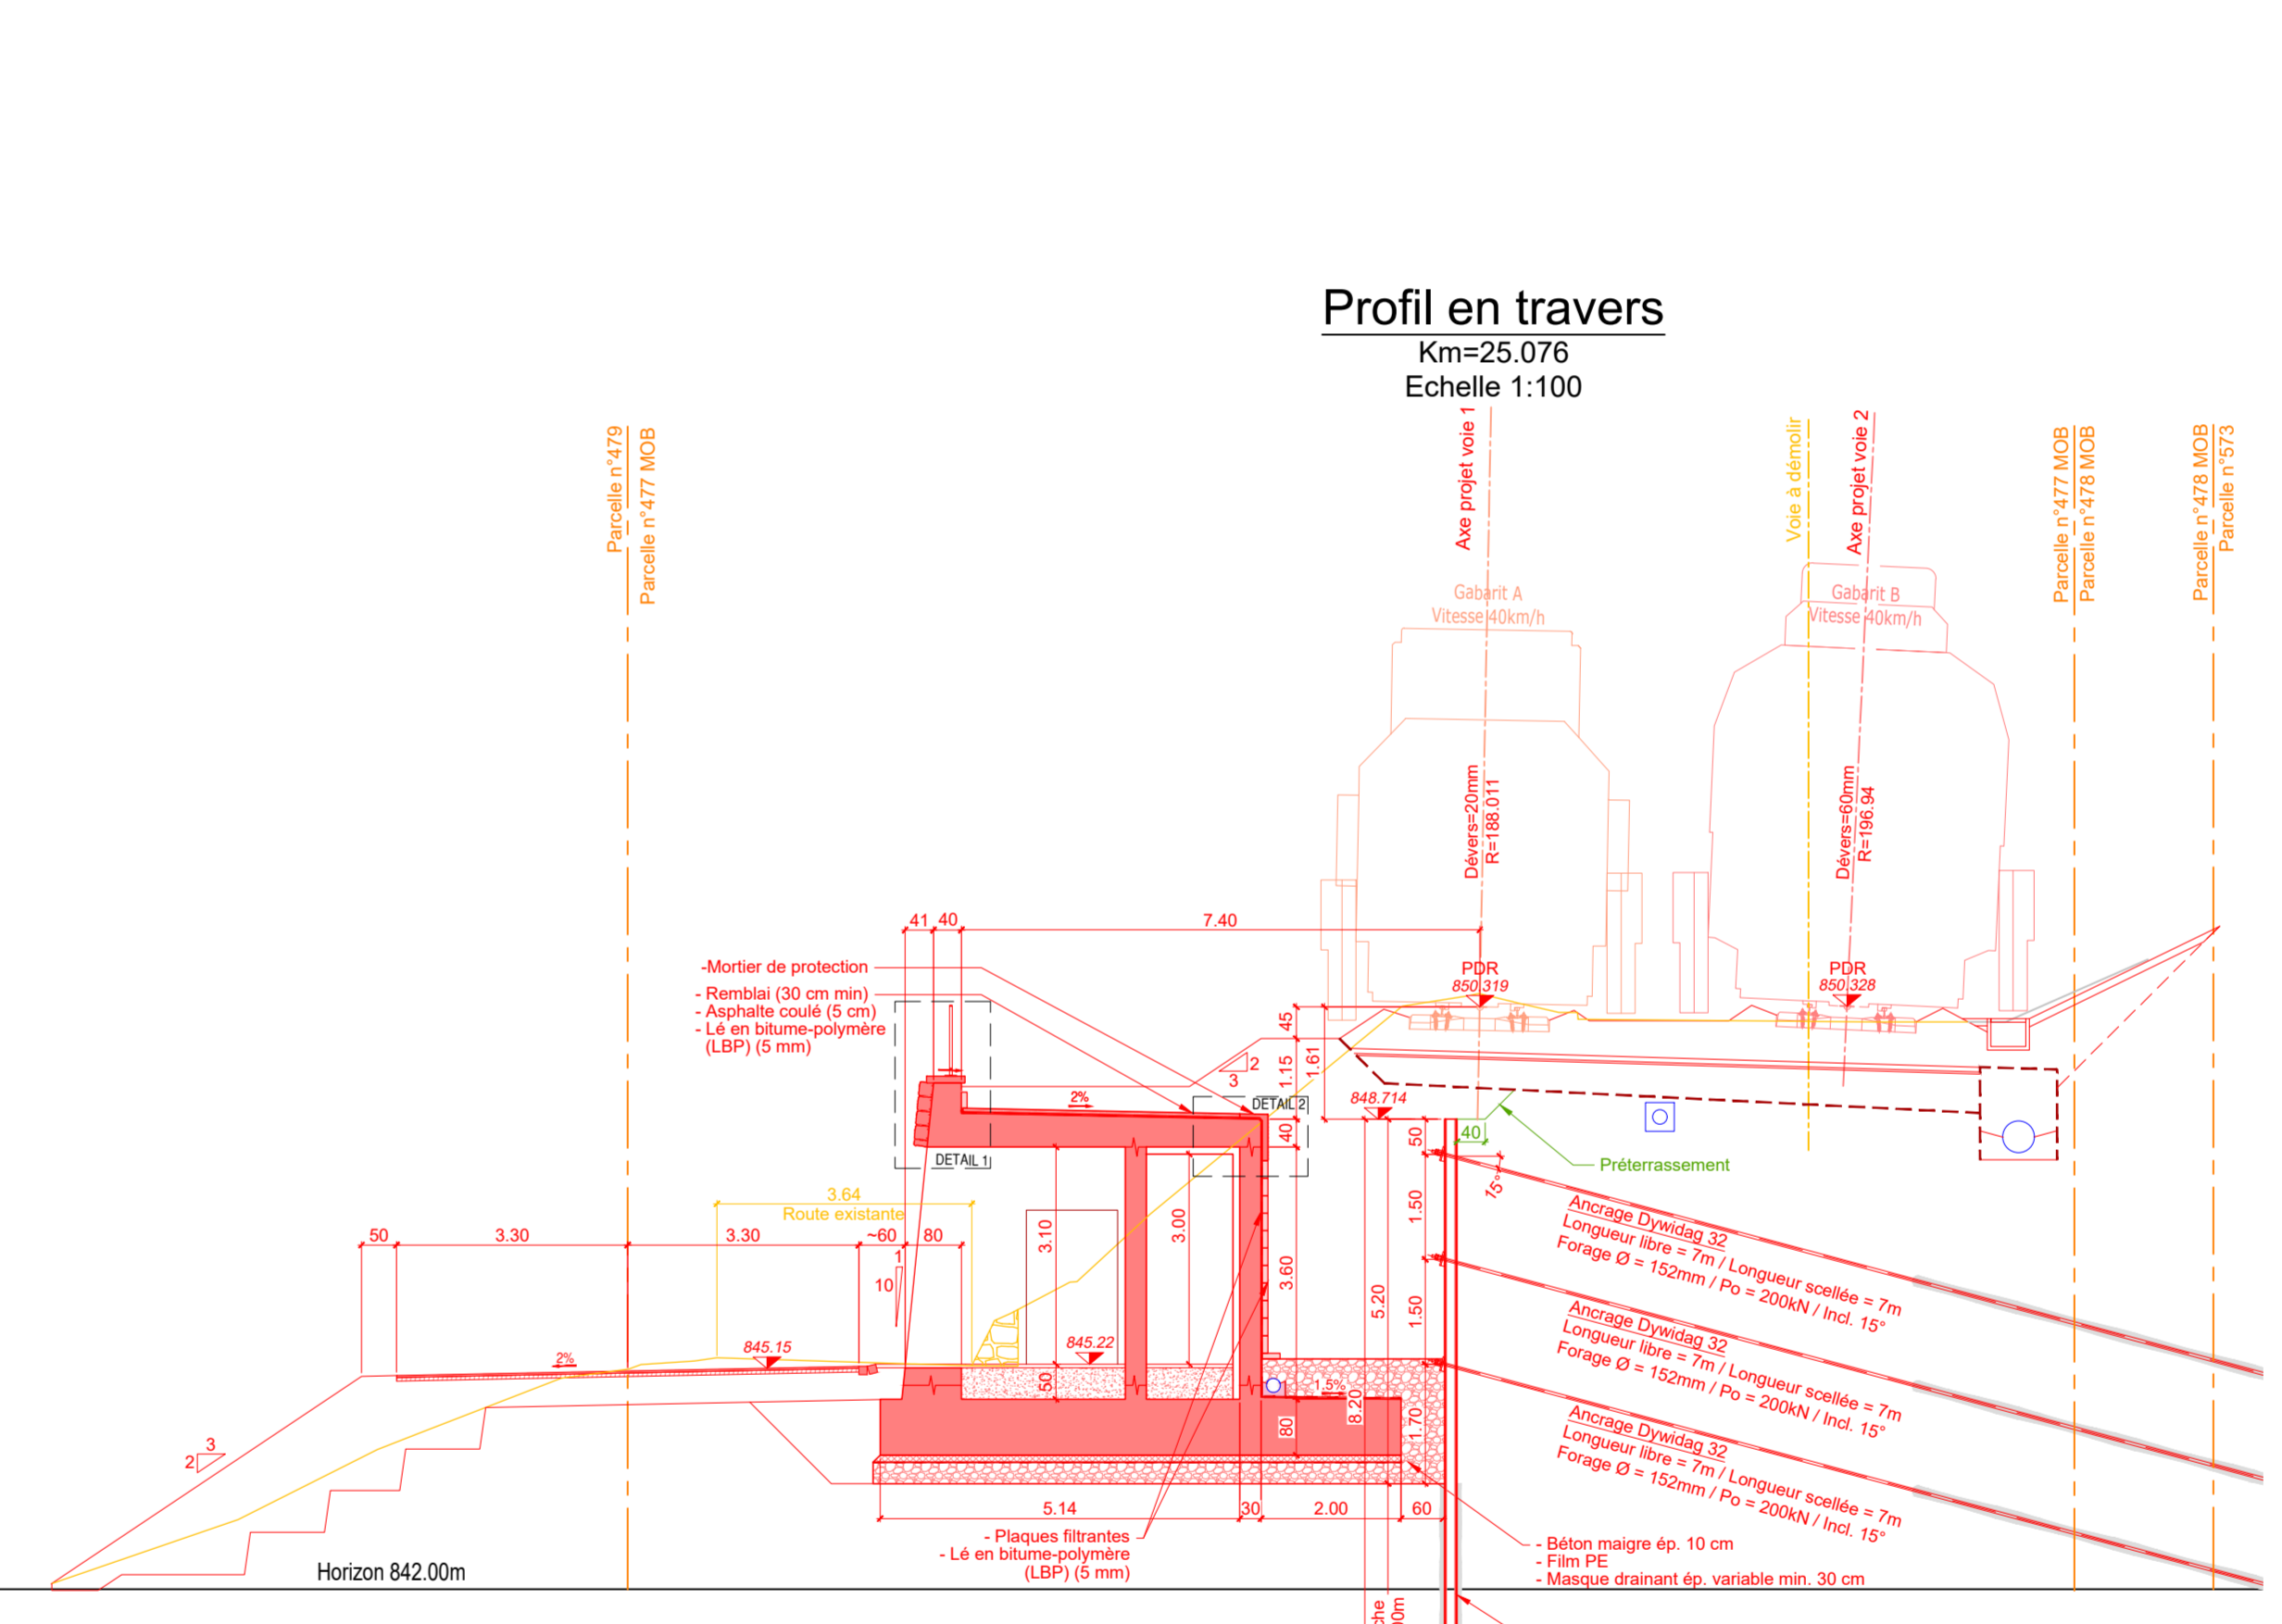 Profil en travers
Km=25.076
Echelle 1:100
Parcelle n°479
Parcelle n°477 MOB
Axe projet voie 1
Voie à démolir
Axe projet voie 2
Parcelle n°477 MOB
Parcelle n°478 MOB
Parcelle n°478 MOB
Parcelle n°573
Gabarit A
Vitesse 40km/h
Gabarit B
Vitesse 40km/h
Dévers=20mm
R=188.011
Dévers=60mm
R=196.94
41 40 7.40
-Mortier de protection
- Remblai (30 cm min)
- Asphalte coulé (5 cm)
- Lé en bitume-polymère
(LBP) (5 mm)
PDR
850.319
PDR
850.328
45
1.15
1.61
2
3
2%
DETAIL 2
848.714
40
50
40
DETAIL 1
Préterrassement
15°
3.64
Route existante
50 3.30 3.30 ~60 80
1
10
3.10
3.00
3.60
5.20
1.50
1.50
Ancrage Dywidag 32
Longueur libre = 7m / Longueur scellée = 7m
Forage Ø = 152mm / Po = 200kN / Incl. 15°
Ancrage Dywidag 32
Longueur libre = 7m / Longueur scellée = 7m
Forage Ø = 152mm / Po = 200kN / Incl. 15°
Ancrage Dywidag 32
Longueur libre = 7m / Longueur scellée = 7m
Forage Ø = 152mm / Po = 200kN / Incl. 15°
845.15
845.22
2%
50
80
8.20
1.70
3
2
5.14 30 2.00 60
- Plaques filtrantes
- Lé en bitume-polymère
(LBP) (5 mm)
- Béton maigre ép. 10 cm
- Film PE
- Masque drainant ép. variable min. 30 cm
Horizon 842.00m